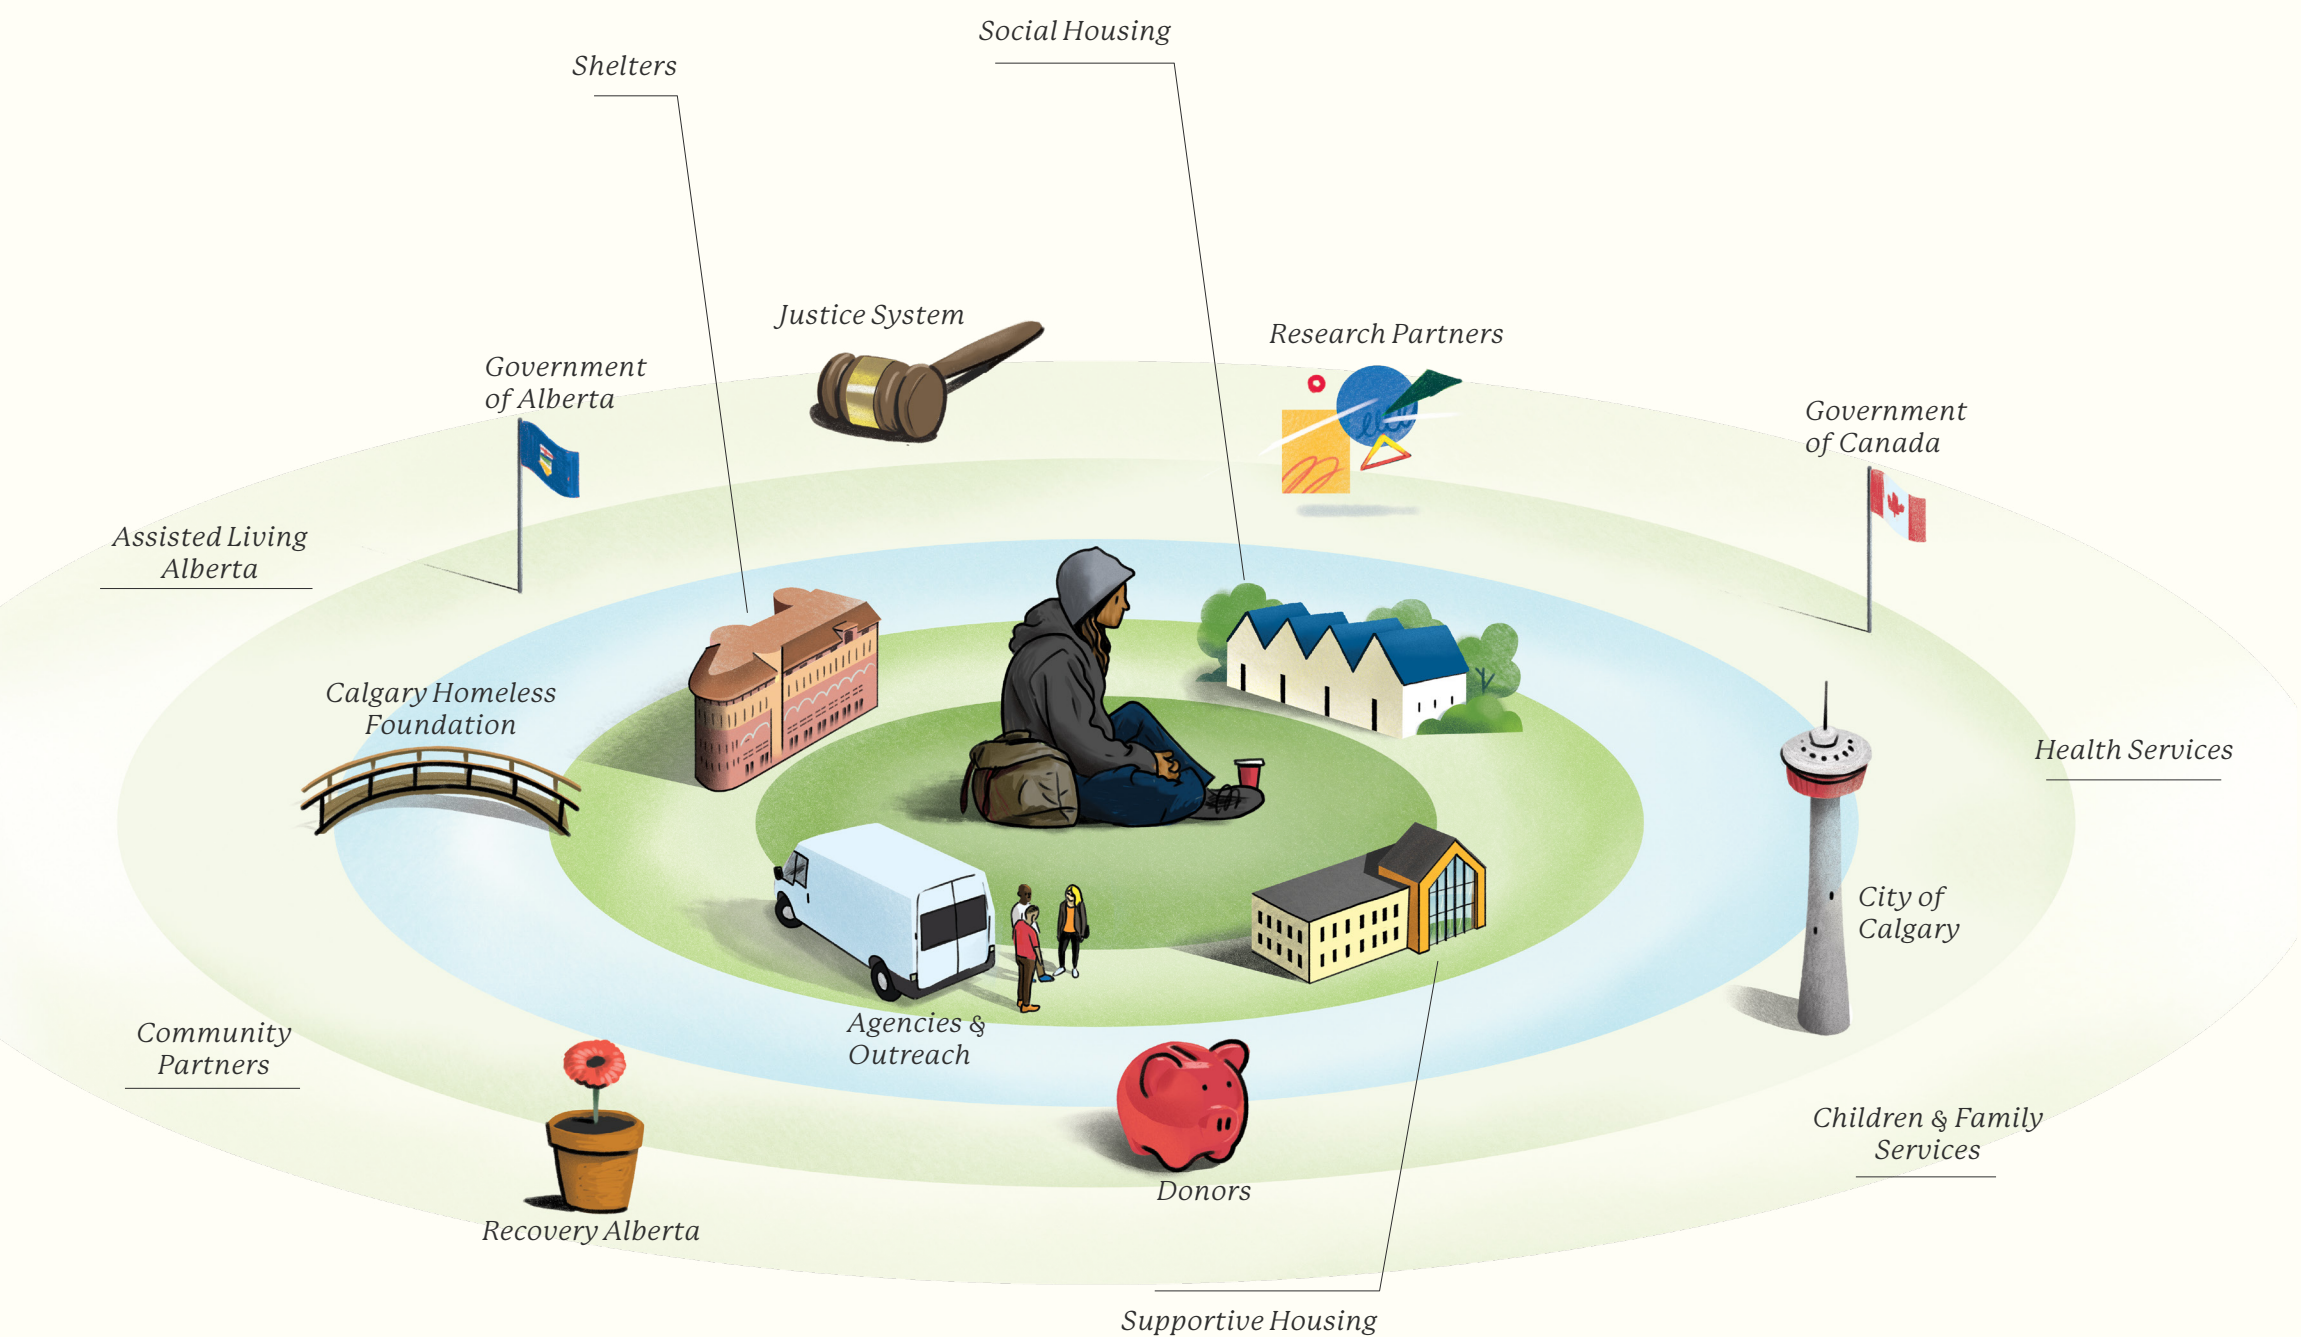 Social Housing
Shelters
Justice System
Research Partners
Government
of Alberta
Government
of Canada
Assisted Living
Alberta
Calgary Homeless
Foundation
Health Services
City of
Calgary
Agencies &
Outreach
Community
Partners
Children & Family
Services
Donors
Recovery Alberta
Supportive Housing